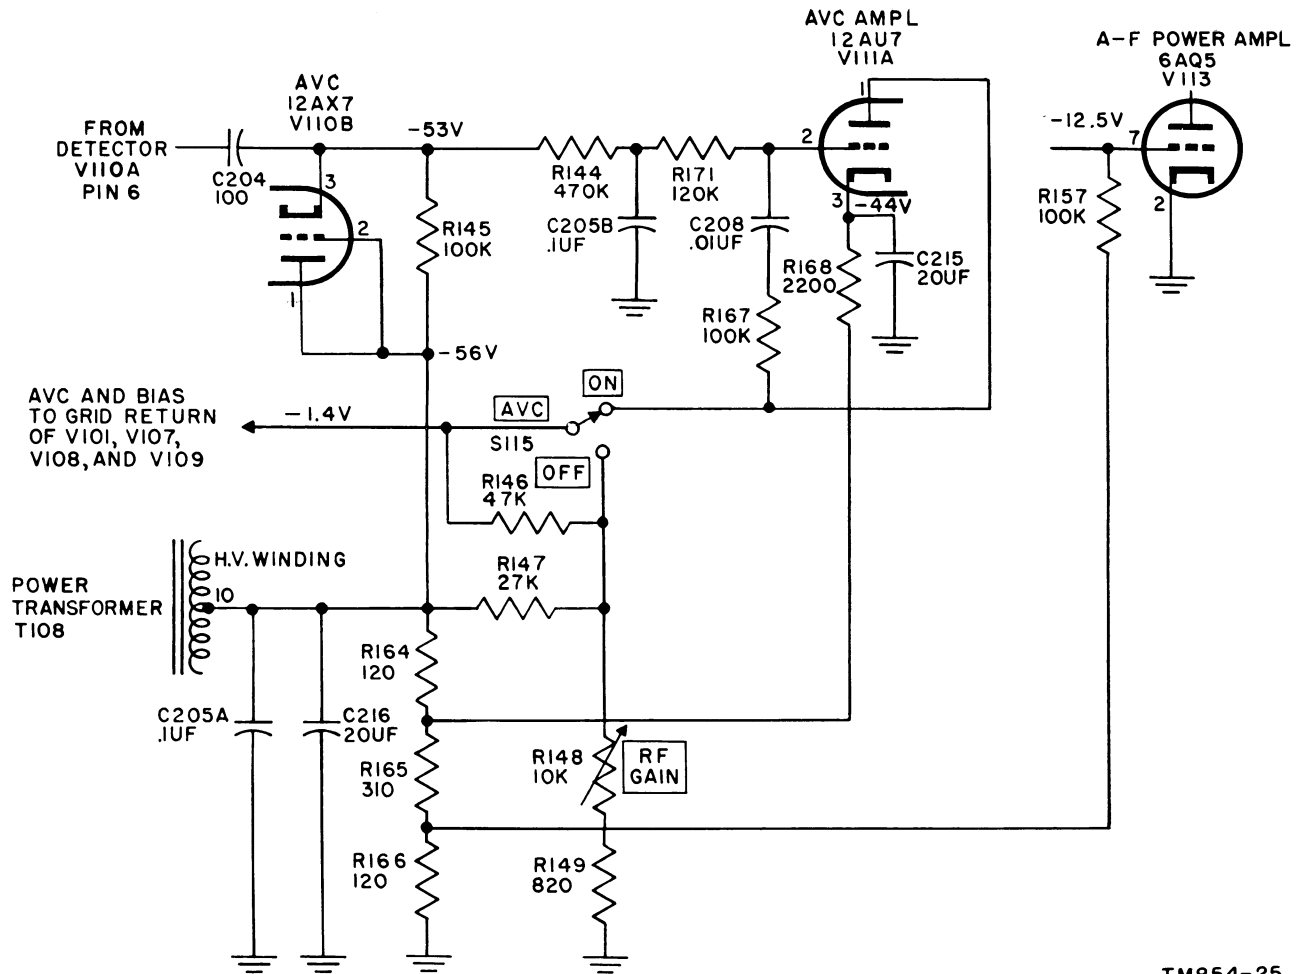 AVC AMPL
12AU7
V111A
A-F POWER AMPL
6AQ5
V113
AVC
12AX7
V110B
FROM
DETECTOR
V110A
PIN 6
C204
100
-53V
1
2
3
-44V
-12.5V
7
2
3
2
1
R144
470K
R171
120K
R145
100K
C205B
.1UF
C208
.01UF
R168
2200
C215
20UF
R157
100K
R167
100K
-56V
AVC AND BIAS
TO GRID RETURN
OF V101, V107,
V108, AND V109
-1.4V
AVC
ON
S115
OFF
R146
47K
H.V. WINDING
10
POWER
TRANSFORMER
T108
R147
27K
R164
120
C205A
.1UF
C216
20UF
R165
310
R148
10K
RF
GAIN
R166
120
R149
820